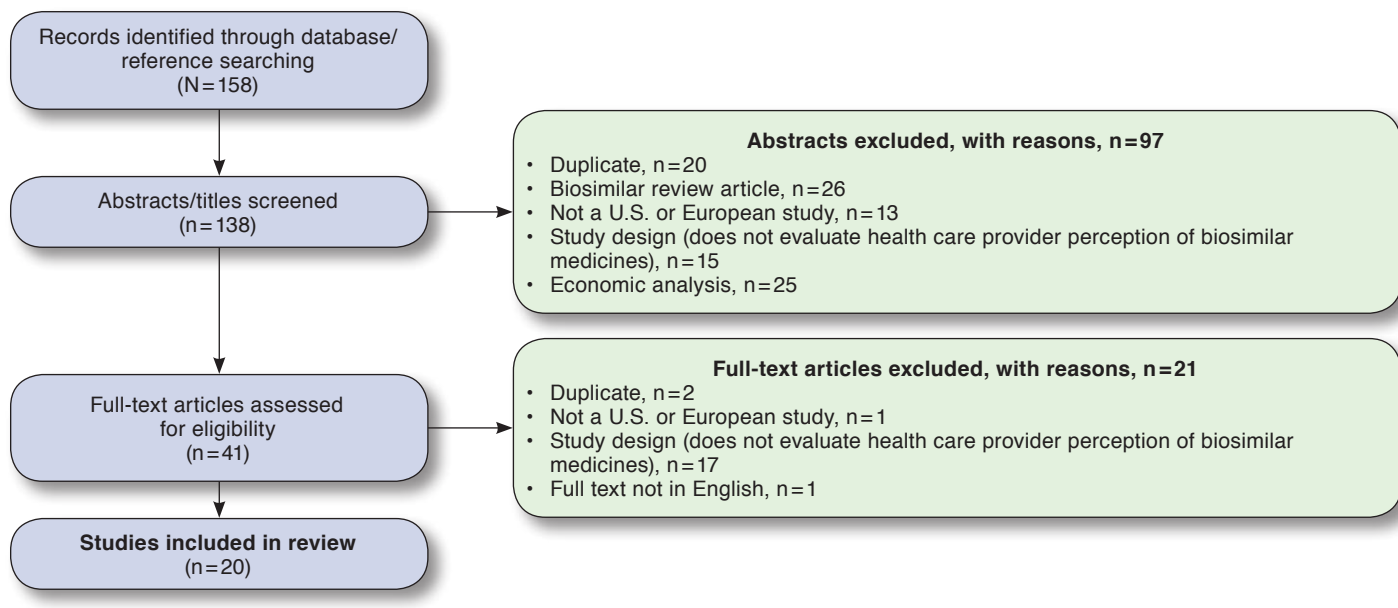 Records identified through database/
reference searching
(N=158)
Abstracts/titles screened
(n=138)
Abstracts excluded, with reasons, n=97
• Duplicate, n=20
• Biosimilar review article, n=26
• Not a U.S. or European study, n=13
• Study design (does not evaluate health care provider perception of biosimilar
medicines), n=15
• Economic analysis, n=25
Full-text articles assessed
for eligibility
(n=41)
Full-text articles excluded, with reasons, n=21
• Duplicate, n=2
• Not a U.S. or European study, n=1
• Study design (does not evaluate health care provider perception of biosimilar
medicines), n=17
• Full text not in English, n=1
Studies included in review
(n=20)